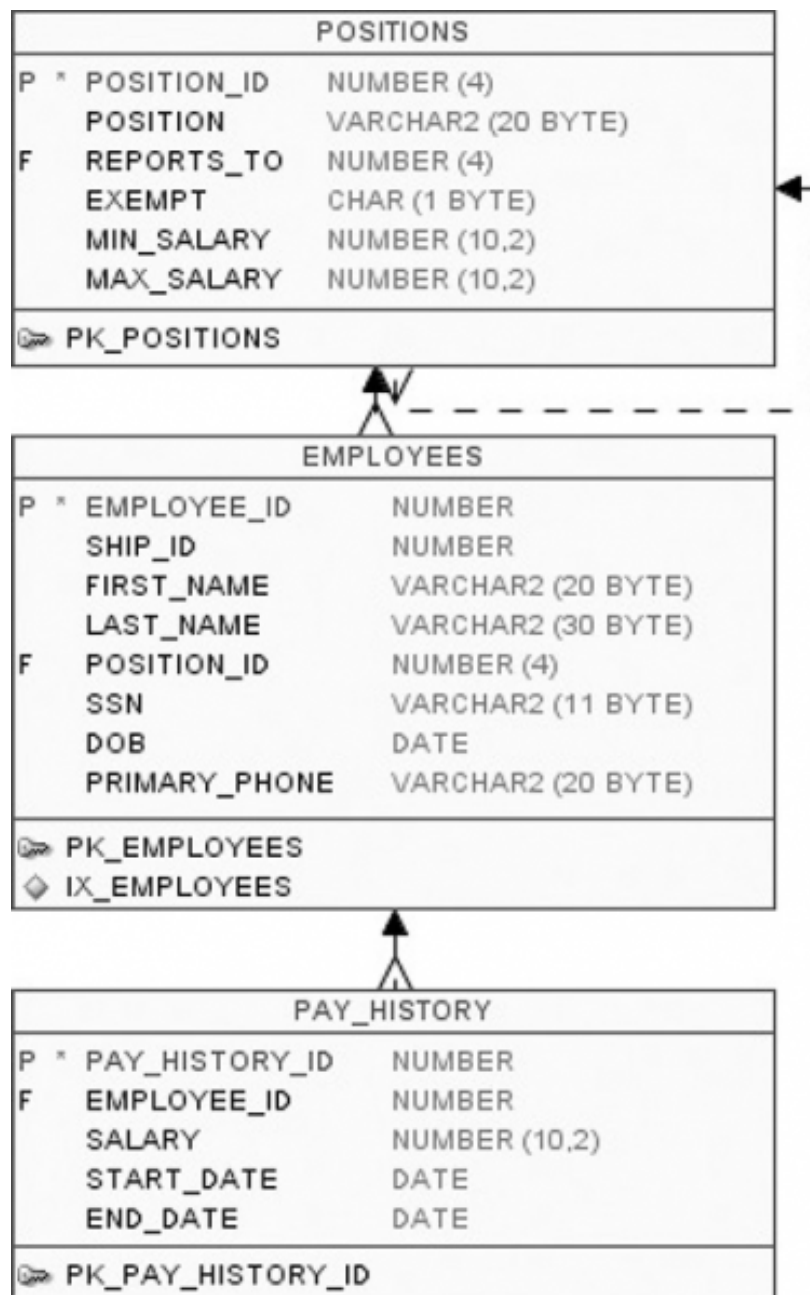 POSITIONS
P * POSITION_ID NUMBER (4)
POSITION VARCHAR2 (20 BYTE)
F REPORTS_TO NUMBER (4)
EXEMPT CHAR (1 BYTE)
MIN_SALARY NUMBER (10,2)
MAX_SALARY NUMBER (10,2)
PK_POSITIONS
EMPLOYEES
P * EMPLOYEE_ID NUMBER
SHIP_ID NUMBER
FIRST_NAME VARCHAR2 (20 BYTE)
LAST_NAME VARCHAR2 (30 BYTE)
F POSITION_ID NUMBER (4)
SSN VARCHAR2 (11 BYTE)
DOB DATE
PRIMARY_PHONE VARCHAR2 (20 BYTE)
PK_EMPLOYEES
IX_EMPLOYEES
PAY_HISTORY
P * PAY_HISTORY_ID NUMBER
F EMPLOYEE_ID NUMBER
SALARY NUMBER (10,2)
START_DATE DATE
END_DATE DATE
PK_PAY_HISTORY_ID